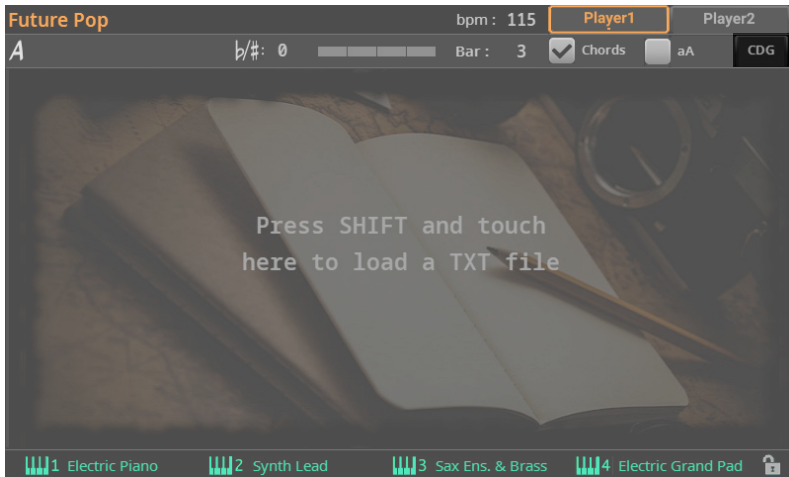 Future Pop bpm : 115 Player1 Player2
A ♭/#: 0 Bar : 3 Chords aA CDG
Press SHIFT and touch
here to load a TXT file
1 Electric Piano 2 Synth Lead 3 Sax Ens. & Brass 4 Electric Grand Pad